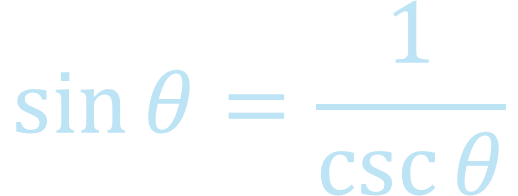 sin θ = 1 / csc θ